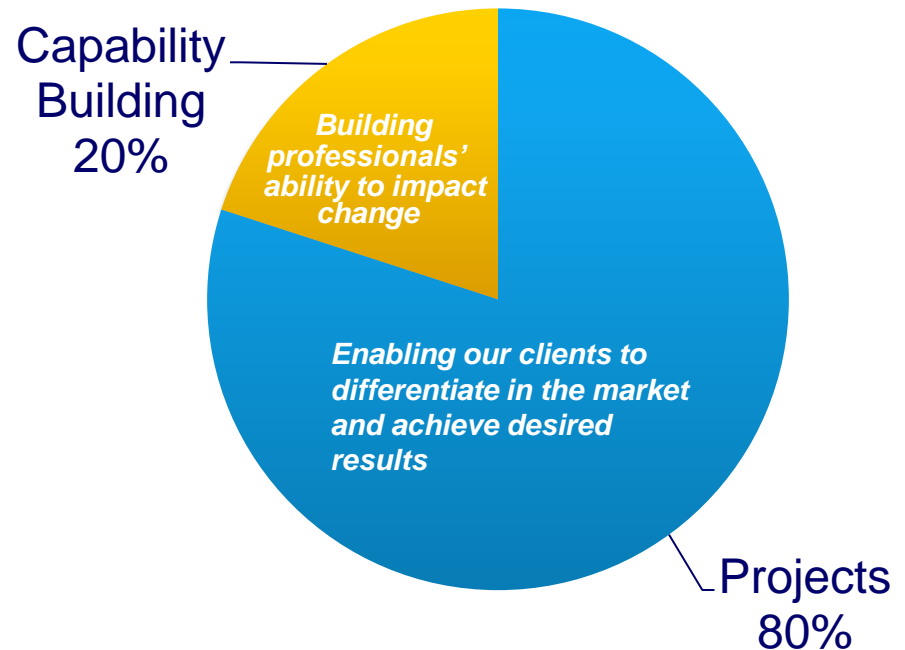 Capability
Building
20%
Building
professionals’
ability to impact
change
Enabling our clients to
differentiate in the market
and achieve desired
results
Projects
80%